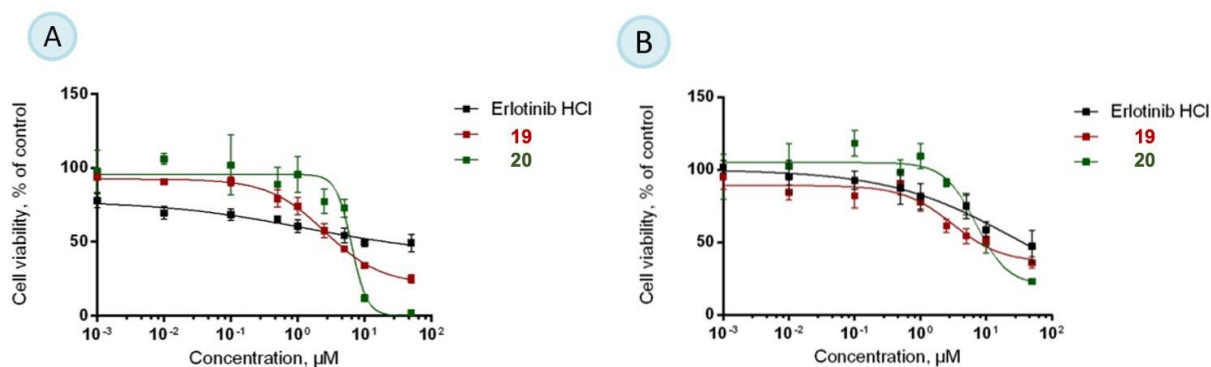 A
Cell viability, % of control
150
100
50
0
10-3 10-2 10-1 100 101 102
Concentration, µM
Erlotinib HCl
19
20
B
Cell viability, % of control
150
100
50
0
10-3 10-2 10-1 100 101 102
Concentration, µM
Erlotinib HCl
19
20